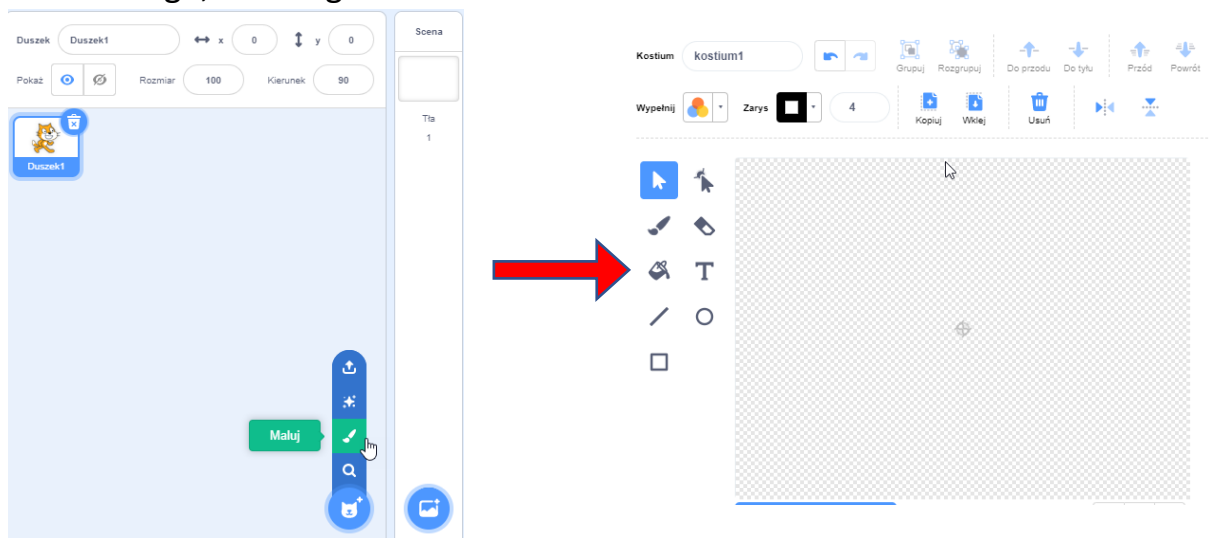 Duszek Duszek1 x 0 y 0
Pokaż Rozmiar 100 Kierunek 90
Duszek1
Maluj
Scena
Tła
1
Kostium kostium1 Grupuj Rozgrupuj Do przodu Do tyłu Przód Powrót
Wypełnij Zarys 4 Kopiuj Wklej Usuń
T